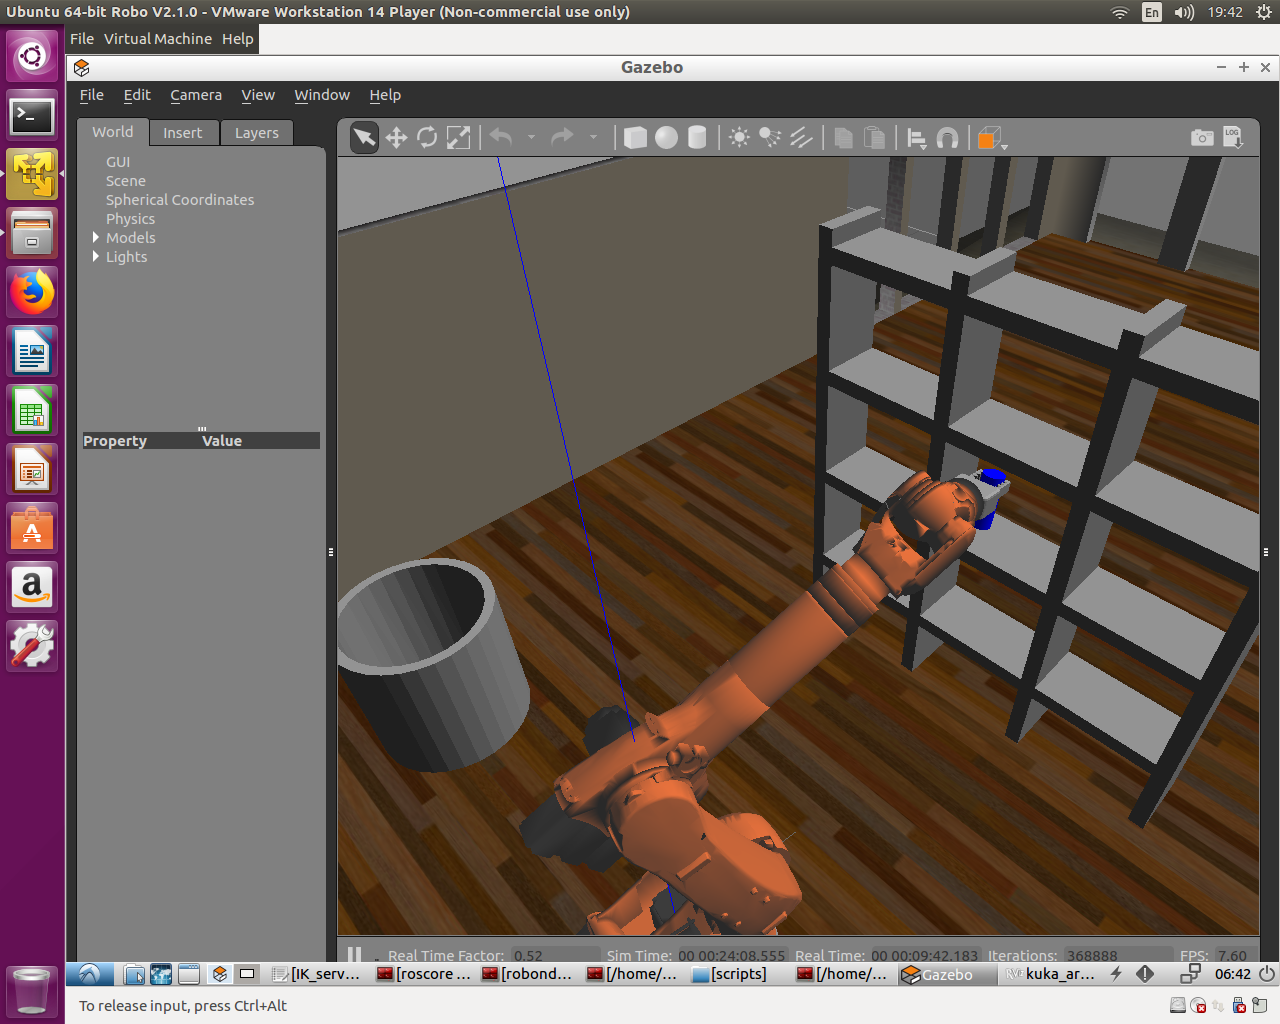 Ubuntu 64-bit Robo V2.1.0 - VMware Workstation 14 Player (Non-commercial use only)
En
19:42
File Virtual Machine Help
Gazebo
File Edit Camera View Window Help
World Insert Layers
LOG
GUI
Scene
Spherical Coordinates
Physics
Models
Lights
Property Value
Real Time Factor: 0.52 Sim Time: 00 00:24:08.555 Real Time: 00 00:09:42.183 Iterations: 368888 FPS: 7.60
[IK_serv... [roscore ... [robond... [/home/... [scripts] [/home/... Gazebo kuka_ar... 06:42
To release input, press Ctrl+Alt